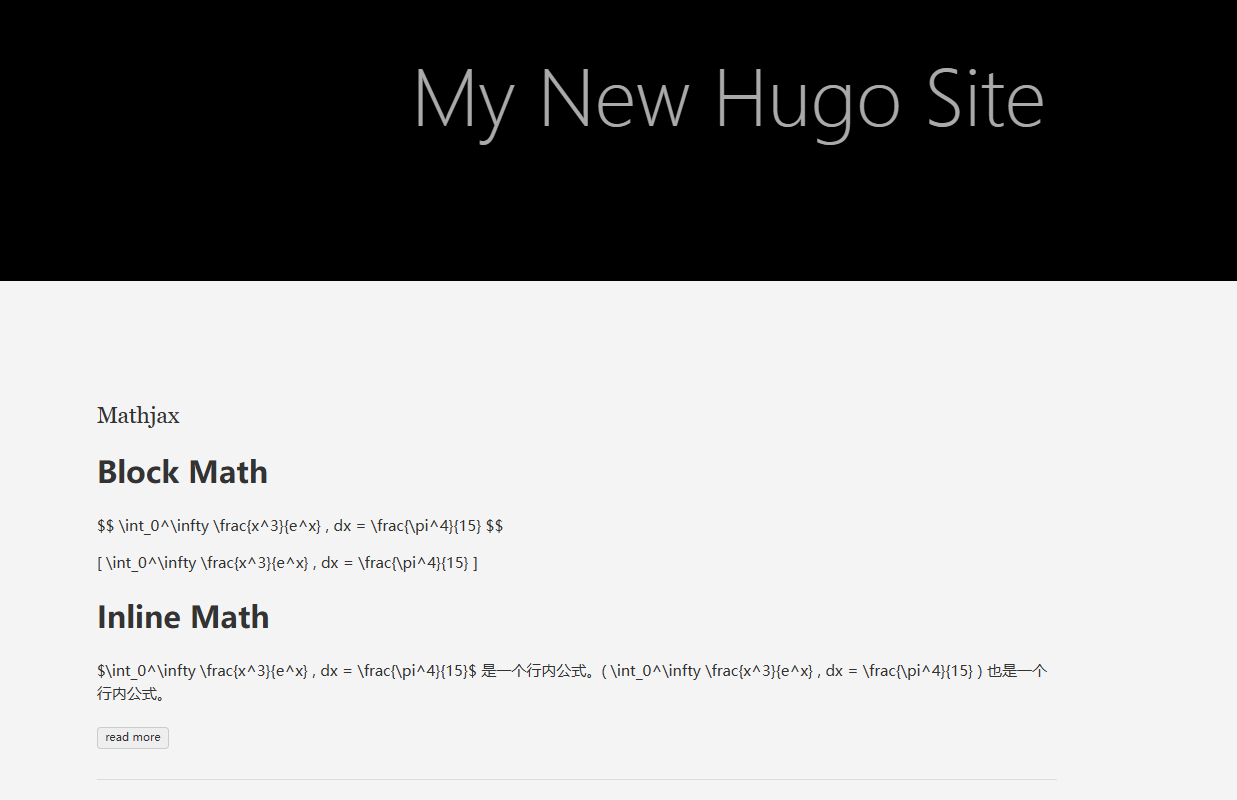 My New Hugo Site
Mathjax
Block Math
$$ \int_0^\infty \frac{x^3}{e^x} , dx = \frac{\pi^4}{15} $$
[ \int_0^\infty \frac{x^3}{e^x} , dx = \frac{\pi^4}{15} ]
Inline Math
$\int_0^\infty \frac{x^3}{e^x} , dx = \frac{\pi^4}{15}$ 是一个行内公式。( \int_0^\infty \frac{x^3}{e^x} , dx = \frac{\pi^4}{15} ) 也是一个
行内公式。
read more